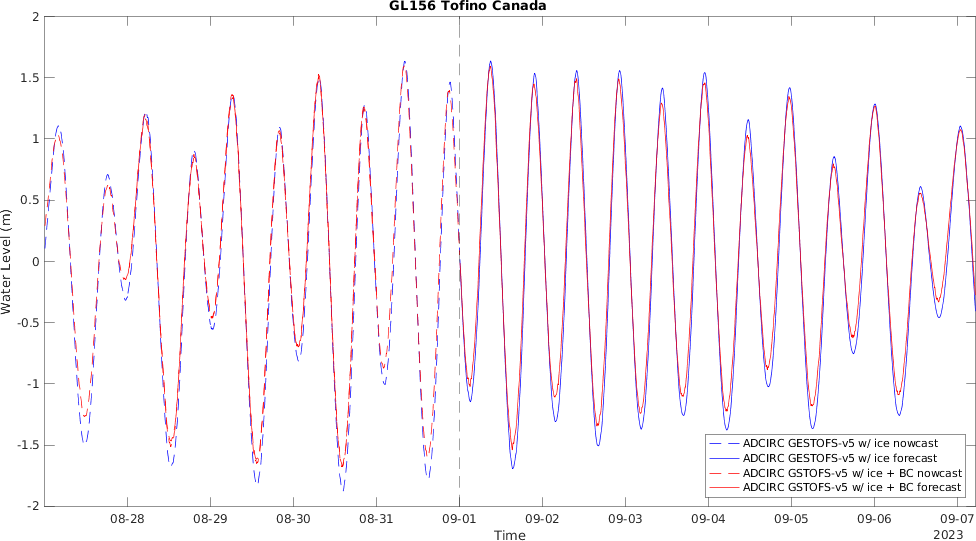 GL156 Tofino Canada
2
1.5
1
0.5
0
-0.5
-1
-1.5
-2
Water Level (m)
ADCIRC GESTOFS-v5 w/ ice nowcast
ADCIRC GESTOFS-v5 w/ ice forecast
ADCIRC GSTOFS-v5 w/ ice + BC nowcast
ADCIRC GSTOFS-v5 w/ ice + BC forecast
08-28 08-29 08-30 08-31 09-01 09-02 09-03 09-04 09-05 09-06 09-07
Time
2023